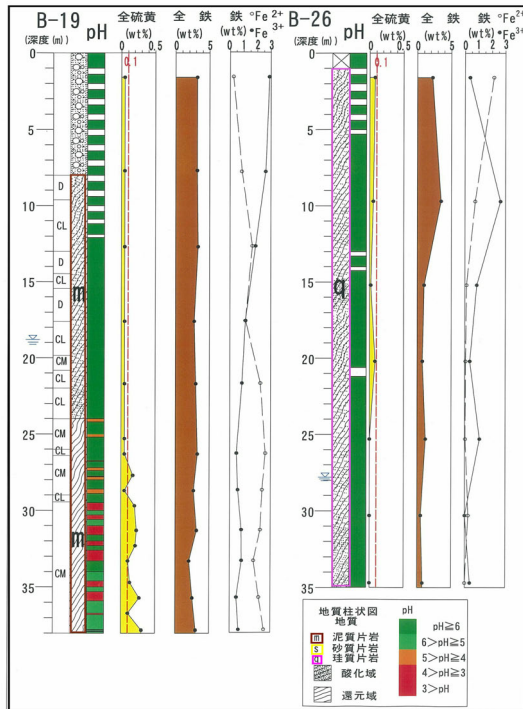 B-19
(深度(m))
pH
全硫黄
(wt%)
0.5
0.1
全 鉄
(wt%)
0 5
鉄 °Fe2+
(wt%)•Fe3+
0 1 2 3
B-26
(深度(m))
pH
全硫黄
(wt%)
0 0.5
0.1
全 鉄
(wt%)
0 5
鉄 °Fe2+
(wt%)•Fe3+
0 1 2 3
0
5
10
15
20
25
30
35
D
CL
D
CL
D
CL
CM
CL
CL
CM
CL
CM
CL
CM
m
m
0
5
10
15
20
25
30
35
q
地質柱状図
地質
m 泥質片岩
s 砂質片岩
q 珪質片岩
酸化域
還元域
pH
pH≧6
6>pH≧5
5>pH≧4
4>pH≧3
3>pH